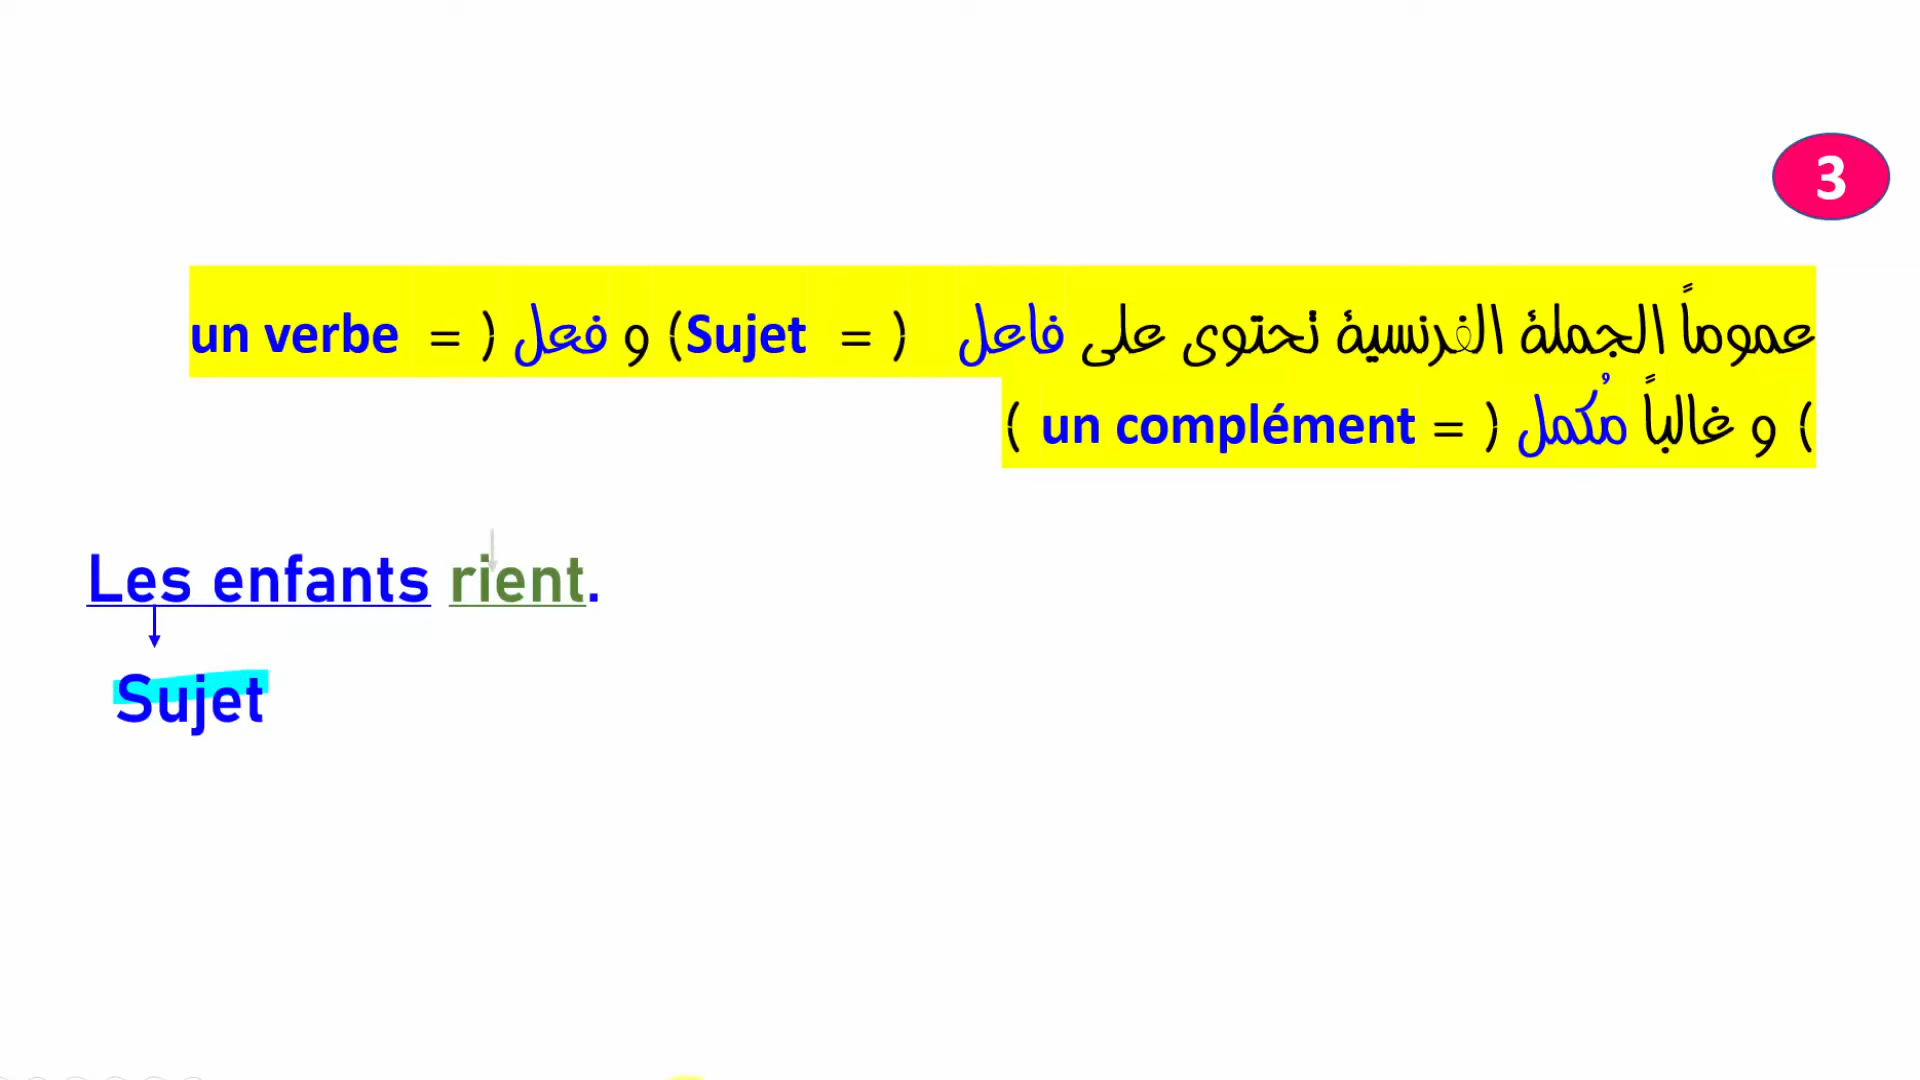 3
عموماً الجملة الفرنسية تحتوى على فاعل ( = Sujet) و فعل ( = un verbe
) و غالباً مُكمل ( = un complément )
Les enfants rient.
Sujet